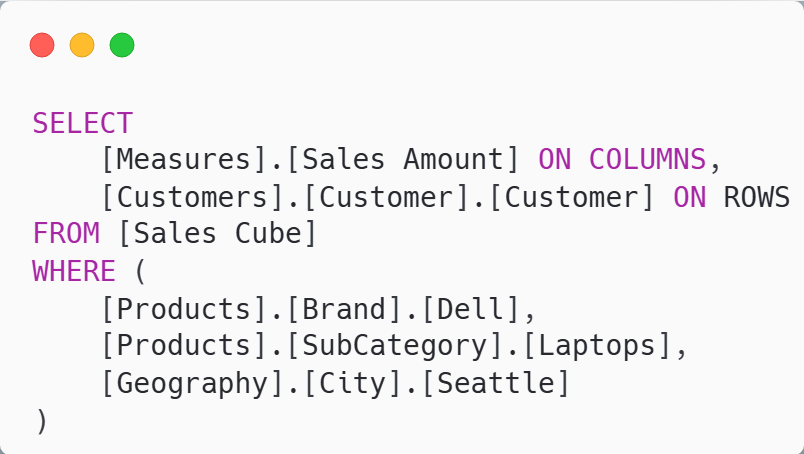 SELECT
    [Measures].[Sales Amount] ON COLUMNS,
    [Customers].[Customer].[Customer] ON ROWS
FROM [Sales Cube]
WHERE (
    [Products].[Brand].[Dell],
    [Products].[SubCategory].[Laptops],
    [Geography].[City].[Seattle]
)